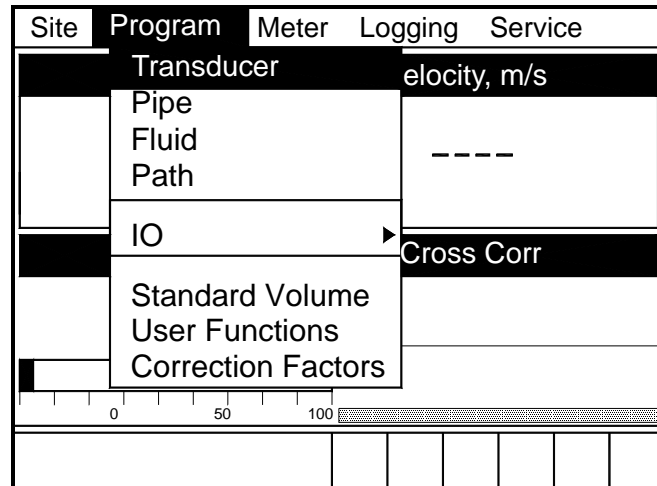 Site Program Meter Logging Service
Transducer
elocity, m/s
Pipe
Fluid
Path
----
IO
Cross Corr
Standard Volume
User Functions
Correction Factors
0 50 100